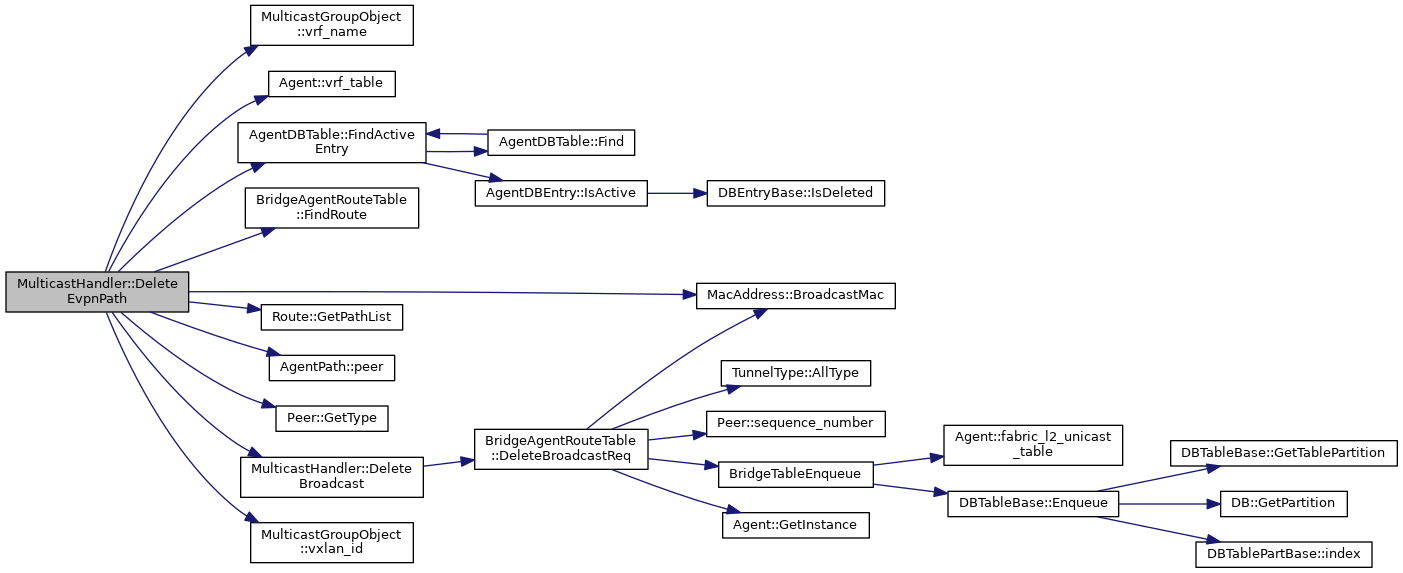 MulticastGroupObject
::vrf_name
Agent::vrf_table
AgentDBTable::FindActive
Entry
AgentDBTable::Find
AgentDBEntry::IsActive
DBEntryBase::IsDeleted
BridgeAgentRouteTable
::FindRoute
MulticastHandler::Delete
EvpnPath
MacAddress::BroadcastMac
Route::GetPathList
AgentPath::peer
TunnelType::AllType
Peer::GetType
Peer::sequence_number
BridgeAgentRouteTable
::DeleteBroadcastReq
Agent::fabric_l2_unicast
_table
DBTableBase::GetTablePartition
MulticastHandler::Delete
Broadcast
BridgeTableEnqueue
DBTableBase::Enqueue
DB::GetPartition
Agent::GetInstance
MulticastGroupObject
::vxlan_id
DBTablePartBase::index